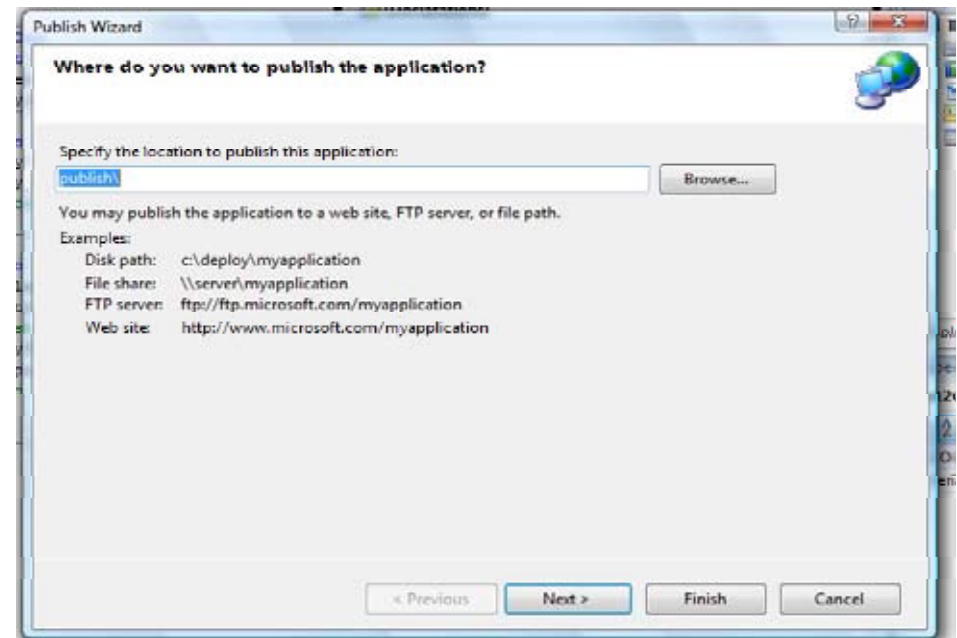 Publish Wizard
Where do you want to publish the application?
Specify the location to publish this application:
publish\
Browse...
You may publish the application to a web site, FTP server, or file path.
Examples:
Disk path: c:\deploy\myapplication
File share: \\server\myapplication
FTP server: ftp://ftp.microsoft.com/myapplication
Web site: http://www.microsoft.com/myapplication
< Previous
Next >
Finish
Cancel